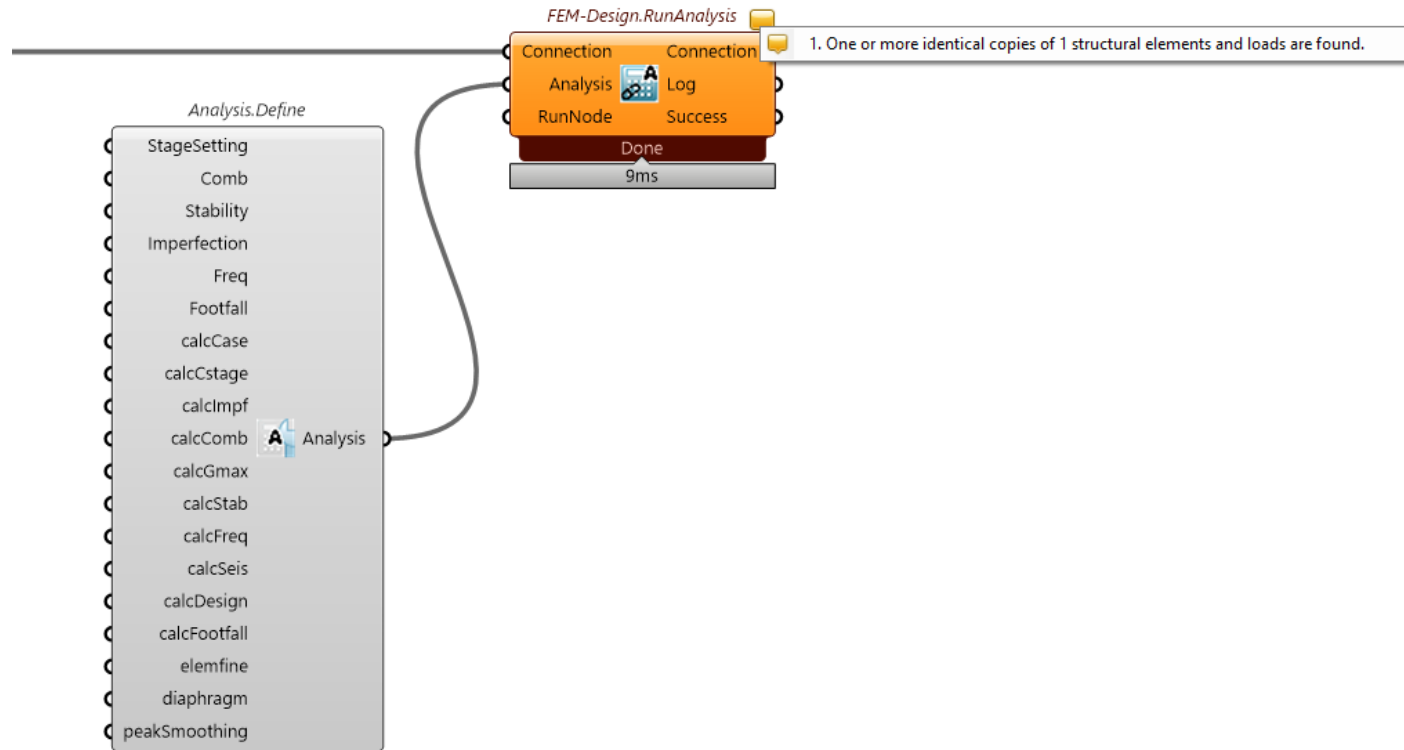 FEM-Design.RunAnalysis
1. One or more identical copies of 1 structural elements and loads are found.
Connection Connection
Analysis A Log
RunNode Success
Done
9ms
Analysis.Define
StageSetting
Comb
Stability
Imperfection
Freq
Footfall
calcCase
calcCstage
calcImpf
calcComb A Analysis
calcGmax
calcStab
calcFreq
calcSeis
calcDesign
calcFootfall
elemfine
diaphragm
peakSmoothing